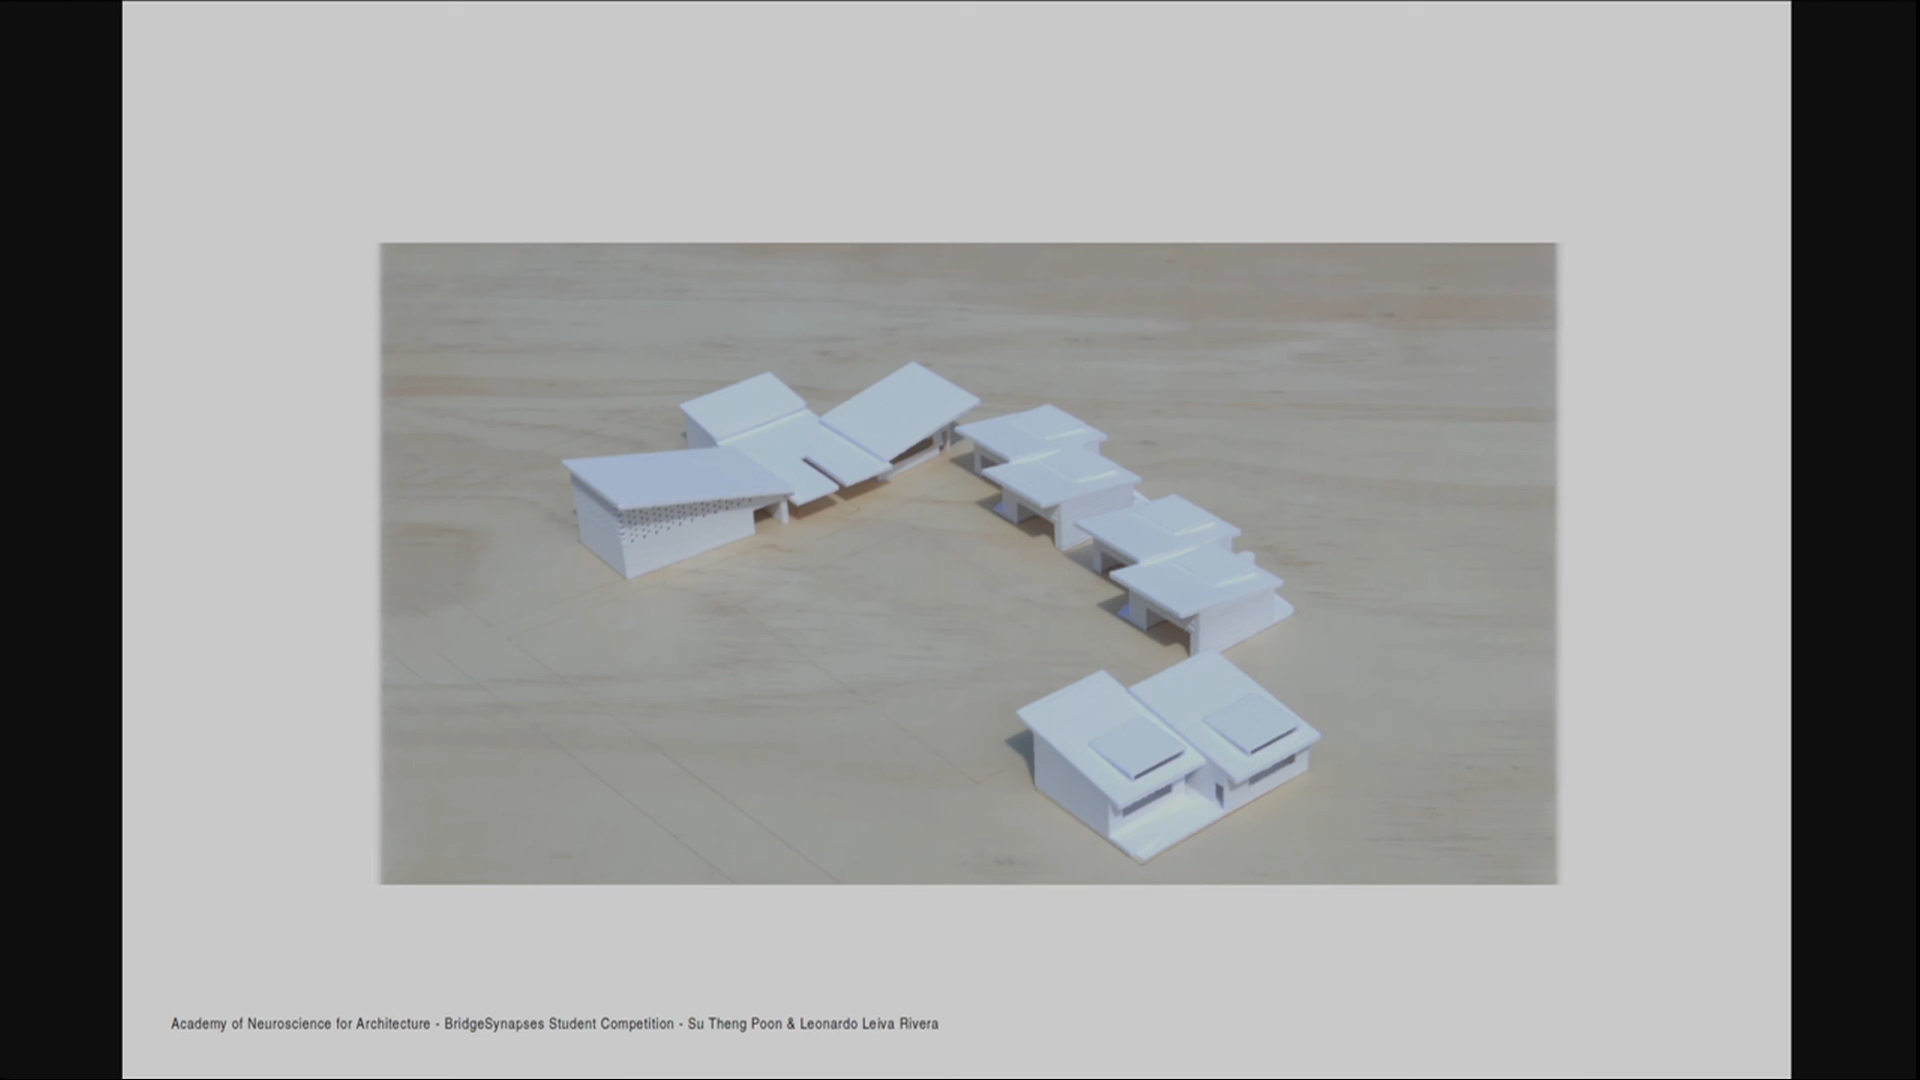 Academy of Neuroscience for Architecture - BridgeSynapses Student Competition - Su Theng Poon & Leonardo Leiva Rivera